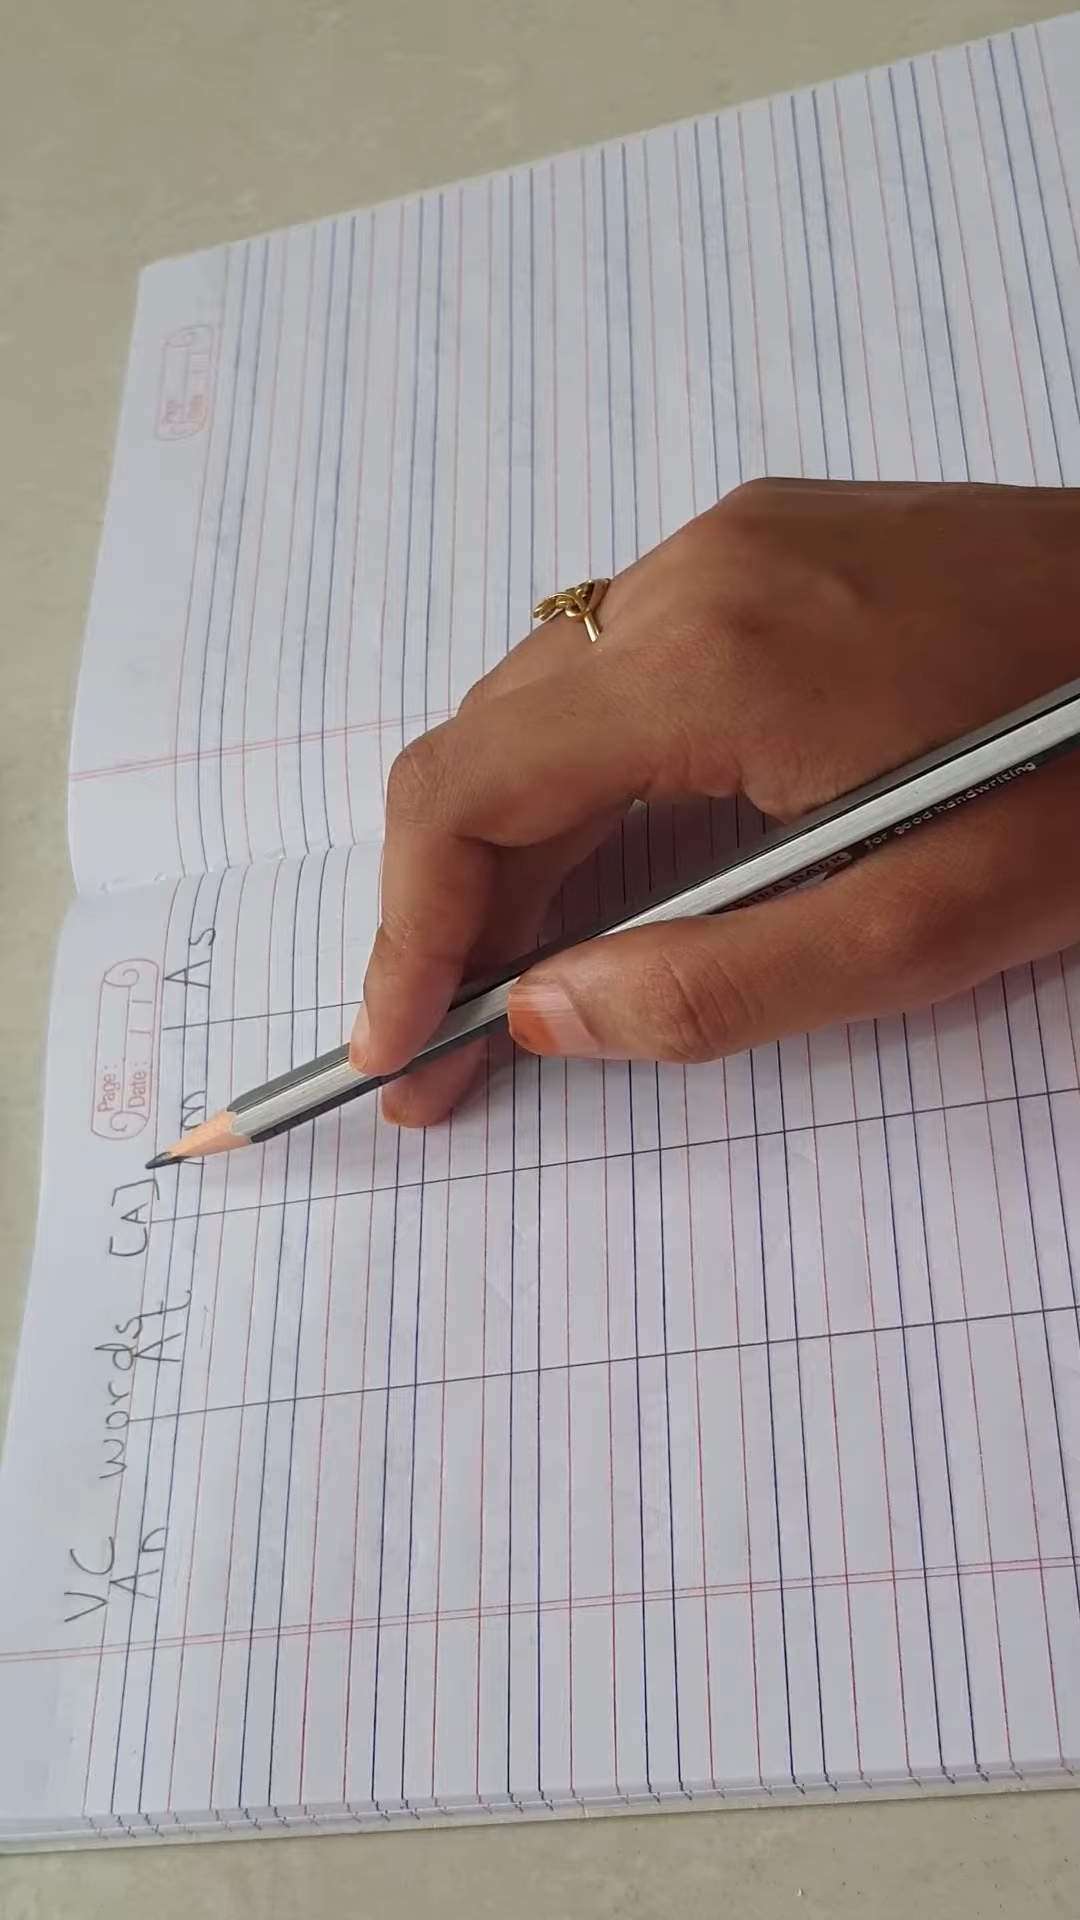 VC words [A]
An At Am As
Page:
Date:
for good handwriting